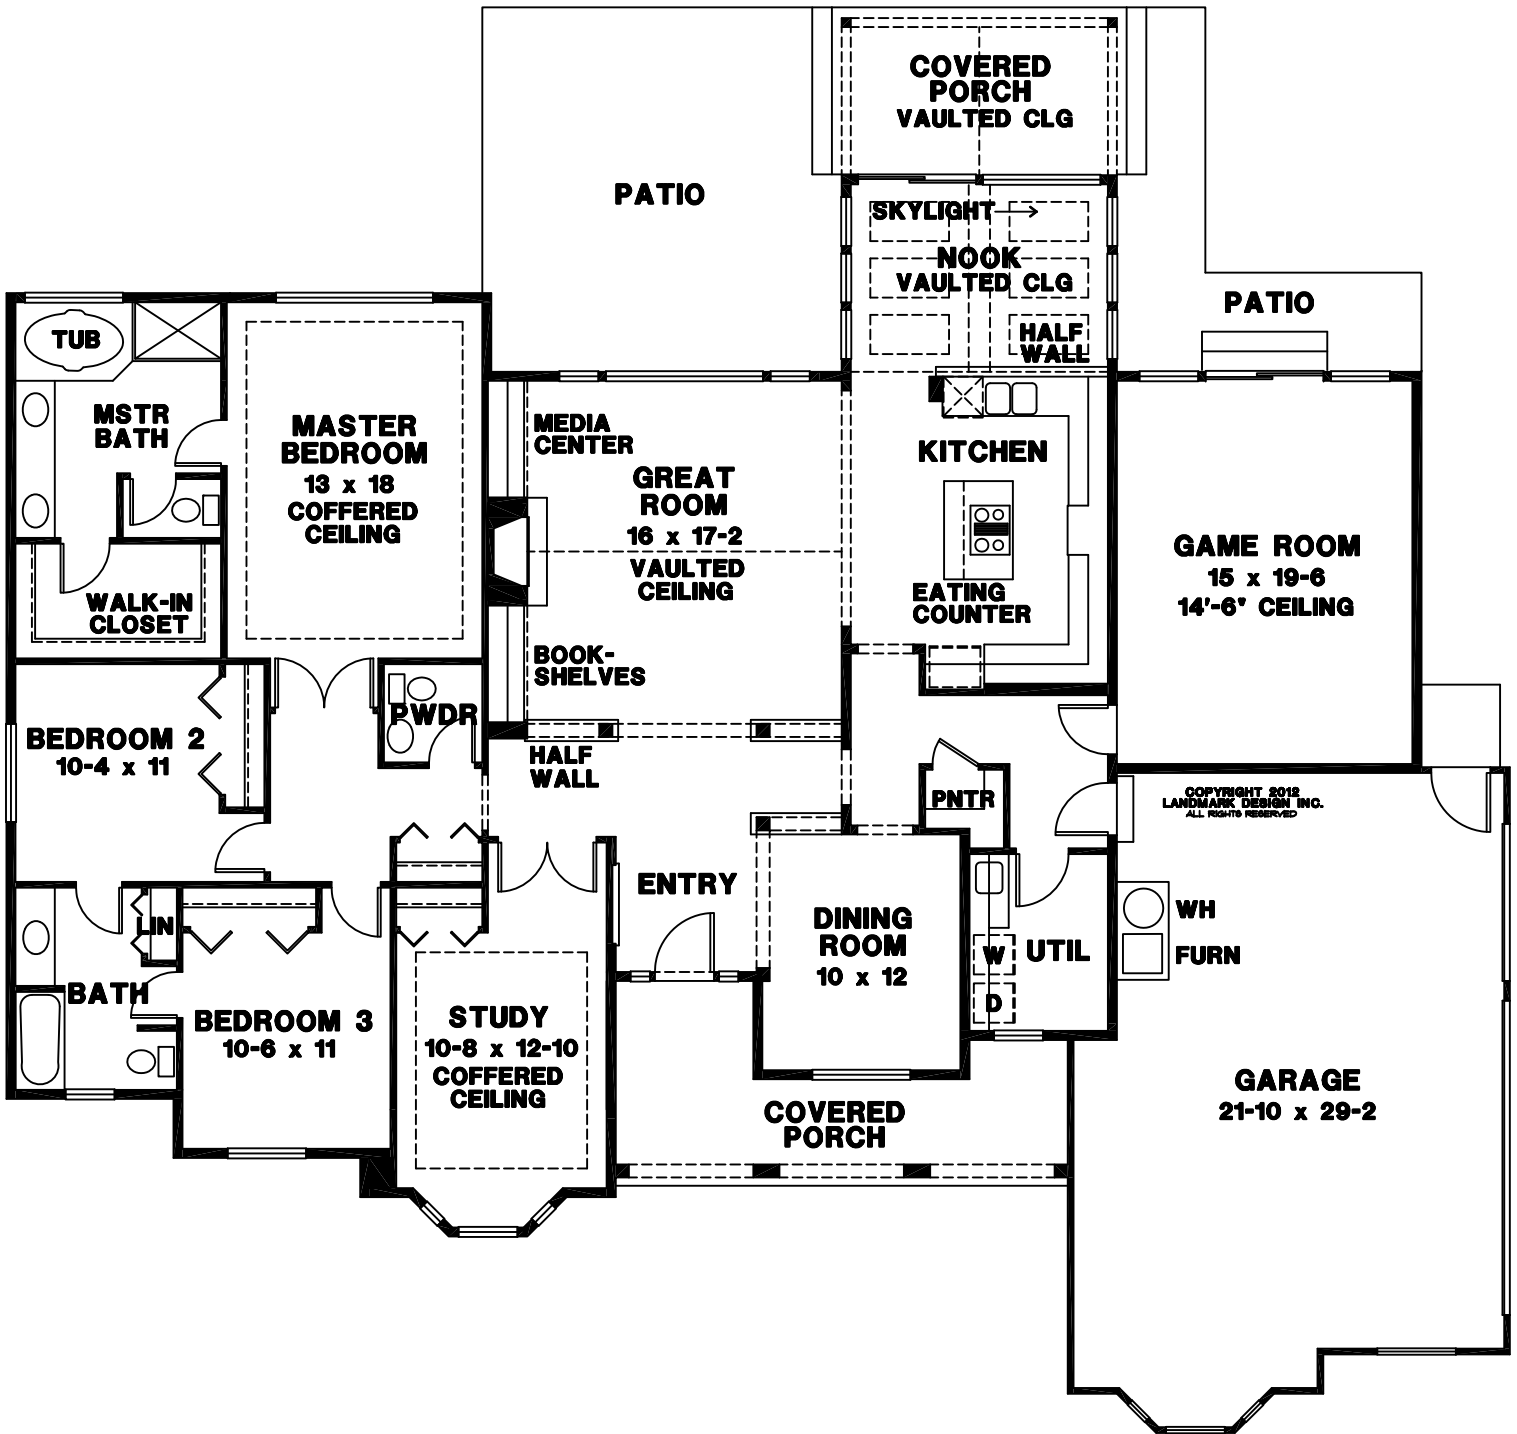 COVERED
PORCH
VAULTED CLG
PATIO
SKYLIGHT
NOOK
VAULTED CLG
HALF
WALL
PATIO
TUB
MSTR
BATH
MASTER
BEDROOM
13 x 18
COFFERED
CEILING
MEDIA
CENTER
GREAT
ROOM
16 x 17-2
VAULTED
CEILING
KITCHEN
EATING
COUNTER
GAME ROOM
15 x 19-6
14'-6" CEILING
WALK-IN
CLOSET
BOOK-
SHELVES
PWDR
BEDROOM 2
10-4 x 11
HALF
WALL
PNTR
COPYRIGHT 2012
LANDMARK DESIGN INC.
ALL RIGHTS RESERVED
ENTRY
LIN
DINING
ROOM
10 x 12
W
D
UTIL
WH
FURN
BATH
BEDROOM 3
10-6 x 11
STUDY
10-8 x 12-10
COFFERED
CEILING
COVERED
PORCH
GARAGE
21-10 x 29-2